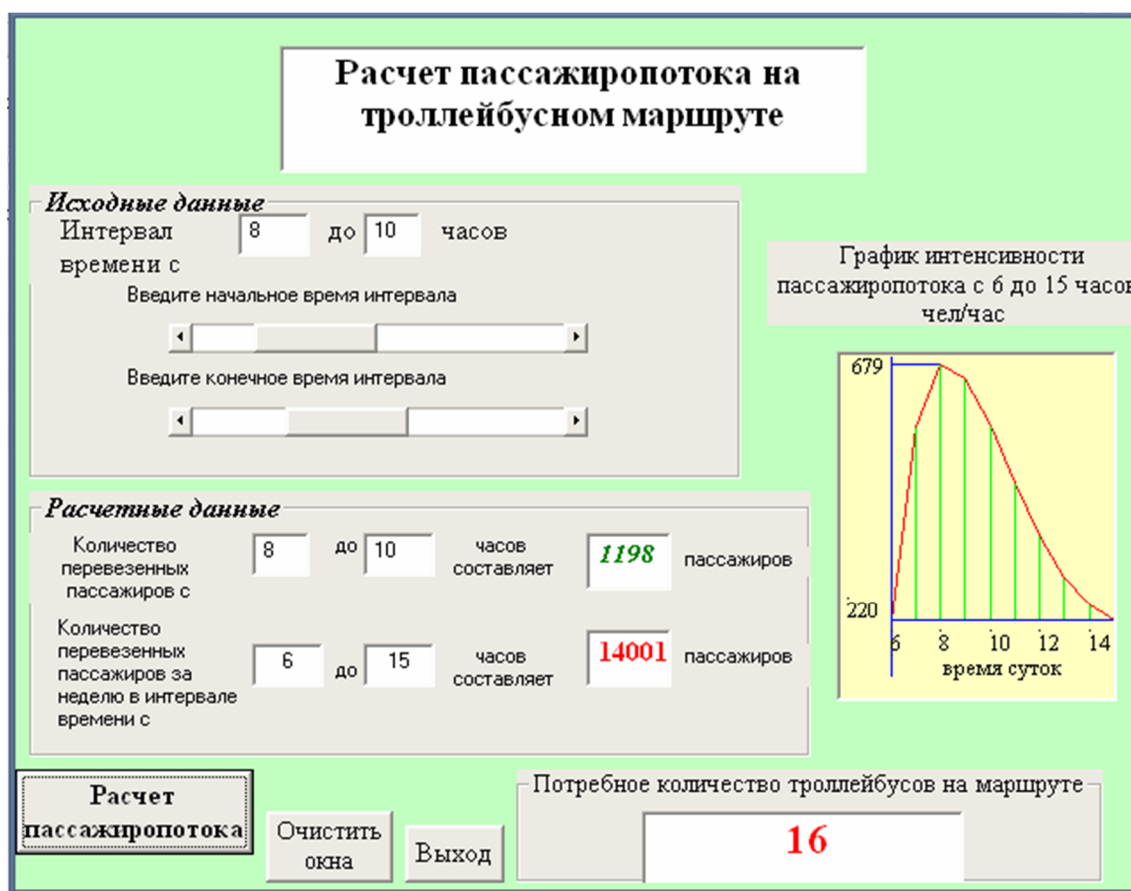 Расчет пассажиропотока на
троллейбусном маршруте
Исходные данные
Интервал
времени с
8 до 10 часов
Введите начальное время интервала
Введите конечное время интервала
График интенсивности
пассажиропотока с 6 до 15 часов
чел/час
679
220
6 8 10 12 14
время суток
Расчетные данные
Количество
перевезенных
пассажиров с
8 до 10
часов
составляет
1198 пассажиров
Количество
перевезенных
пассажиров за
неделю в интервале
времени с
6 до 15
часов
составляет
14001 пассажиров
Расчет
пассажиропотока
Очистить
окна
Выход
Потребное количество троллейбусов на маршруте
16